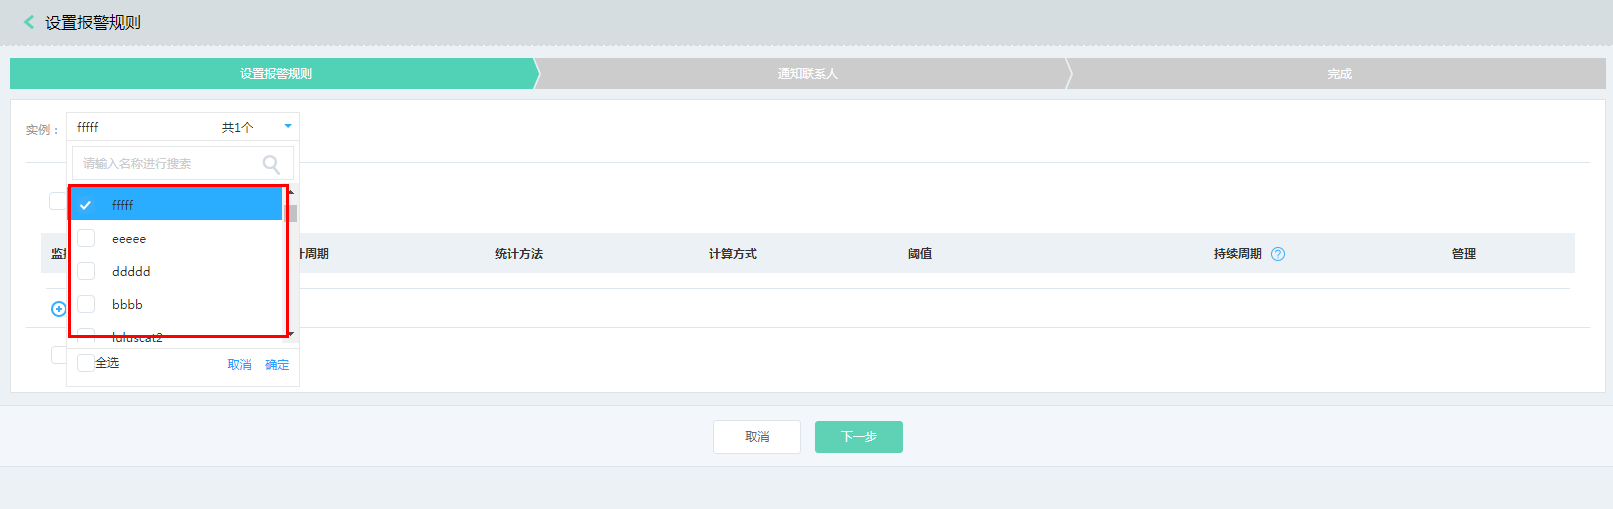 设置报警规则
设置报警规则 通知联系人 完成
实例： fffff 共1个
请输入名称进行搜索
fffff
eeeee
监 计周期 统计方法 计算方式 阈值 持续周期 ? 管理
ddddd
bbbb
luluscat2
全选 取消 确定
取消 下一步